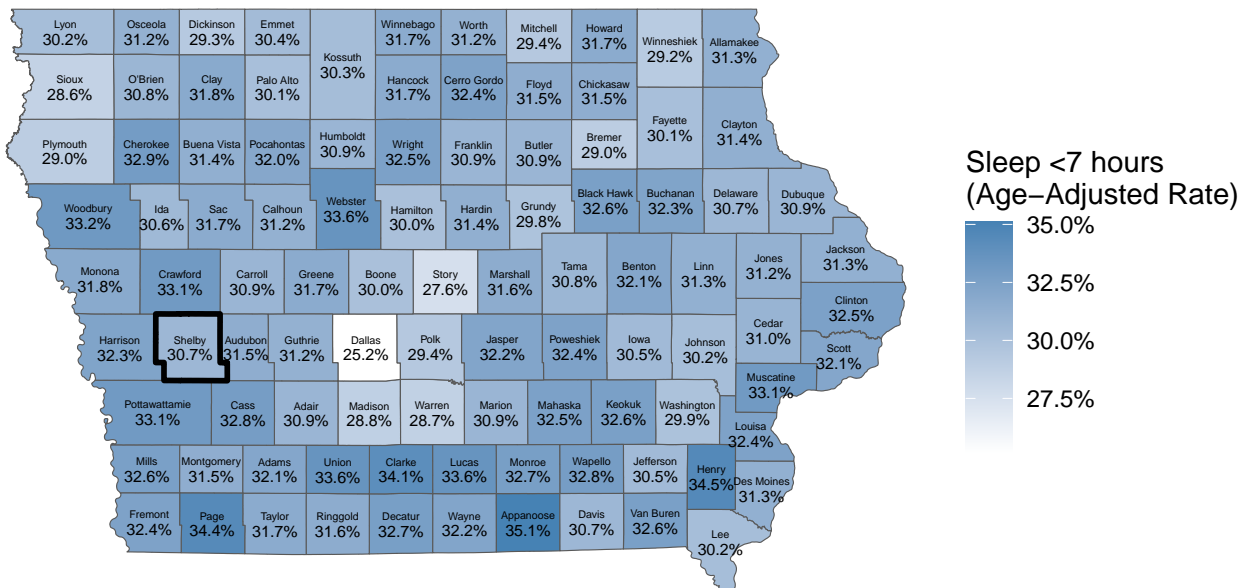 Lyon
30.2%
Osceola
31.2%
Dickinson
29.3%
Emmet
30.4%
Kossuth
30.3%
Winnebago
31.7%
Worth
31.2%
Mitchell
29.4%
Howard
31.7%
Winneshiek
29.2%
Allamakee
31.3%
Sioux
28.6%
O'Brien
30.8%
Clay
31.8%
Palo Alto
30.1%
Hancock
31.7%
Cerro Gordo
32.4%
Floyd
31.5%
Chickasaw
31.5%
Fayette
30.1%
Clayton
31.4%
Plymouth
29.0%
Cherokee
32.9%
Buena Vista
31.4%
Pocahontas
32.0%
Humboldt
30.9%
Wright
32.5%
Franklin
30.9%
Butler
30.9%
Bremer
29.0%
Woodbury
33.2%
Ida
30.6%
Sac
31.7%
Calhoun
31.2%
Webster
33.6%
Hamilton
30.0%
Hardin
31.4%
Grundy
29.8%
Black Hawk
32.6%
Buchanan
32.3%
Delaware
30.7%
Dubuque
30.9%
Monona
31.8%
Crawford
33.1%
Carroll
30.9%
Greene
31.7%
Boone
30.0%
Story
27.6%
Marshall
31.6%
Tama
30.8%
Benton
32.1%
Linn
31.3%
Jones
31.2%
Jackson
31.3%
Clinton
32.5%
Harrison
32.3%
Shelby
30.7%
Audubon
31.5%
Guthrie
31.2%
Dallas
25.2%
Polk
29.4%
Jasper
32.2%
Poweshiek
32.4%
Iowa
30.5%
Johnson
30.2%
Cedar
31.0%
Scott
32.1%
Muscatine
33.1%
Pottawattamie
33.1%
Cass
32.8%
Adair
30.9%
Madison
28.8%
Warren
28.7%
Marion
30.9%
Mahaska
32.5%
Keokuk
32.6%
Washington
29.9%
Louisa
32.4%
Mills
32.6%
Montgomery
31.5%
Adams
32.1%
Union
33.6%
Clarke
34.1%
Lucas
33.6%
Monroe
32.7%
Wapello
32.8%
Jefferson
30.5%
Henry
34.5%
Des Moines
31.3%
Fremont
32.4%
Page
34.4%
Taylor
31.7%
Ringgold
31.6%
Decatur
32.7%
Wayne
32.2%
Appanoose
35.1%
Davis
30.7%
Van Buren
32.6%
Lee
30.2%
Sleep <7 hours
(Age−Adjusted Rate)
35.0%
32.5%
30.0%
27.5%